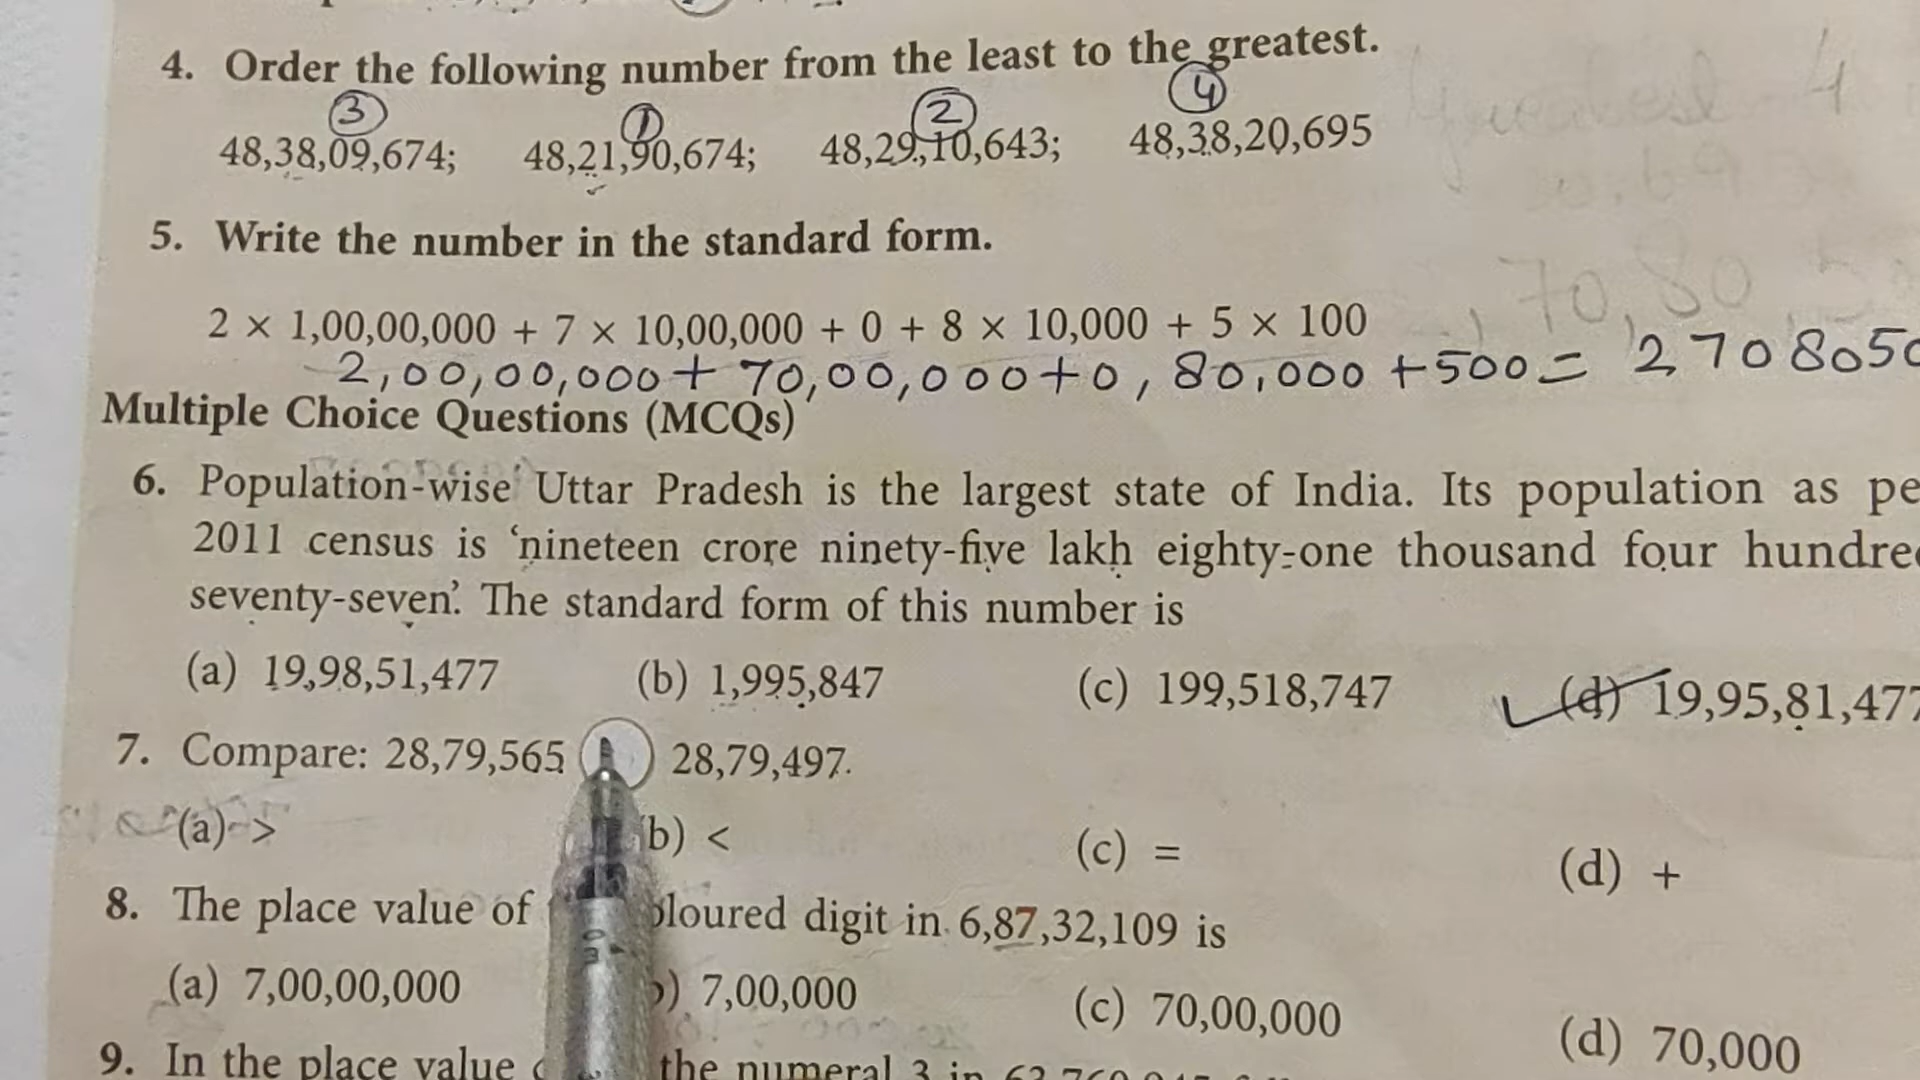 4. Order the following number from the least to the greatest.
3 1 2 4
48,38,09,674; 48,21,90,674; 48,29,10,643; 48,38,20,695
5. Write the number in the standard form.
2 × 1,00,00,000 + 7 × 10,00,000 + 0 + 8 × 10,000 + 5 × 100
2,00,00,000 + 70,00,000 + 0, 80,000 + 500 = 2708050
Multiple Choice Questions (MCQs)
6. Population-wise Uttar Pradesh is the largest state of India. Its population as pe
2011 census is ‘nineteen crore ninety-five lakh eighty-one thousand four hundre
seventy-seven’. The standard form of this number is
(a) 19,98,51,477 (b) 1,995,847 (c) 199,518,747 (d) 19,95,81,477
7. Compare: 28,79,565 28,79,497.
(a) > (b) < (c) = (d) +
8. The place value of coloured digit in 6,87,32,109 is
(a) 7,00,00,000 (b) 7,00,000 (c) 70,00,000 (d) 70,000
9. In the place value the numeral 3 in